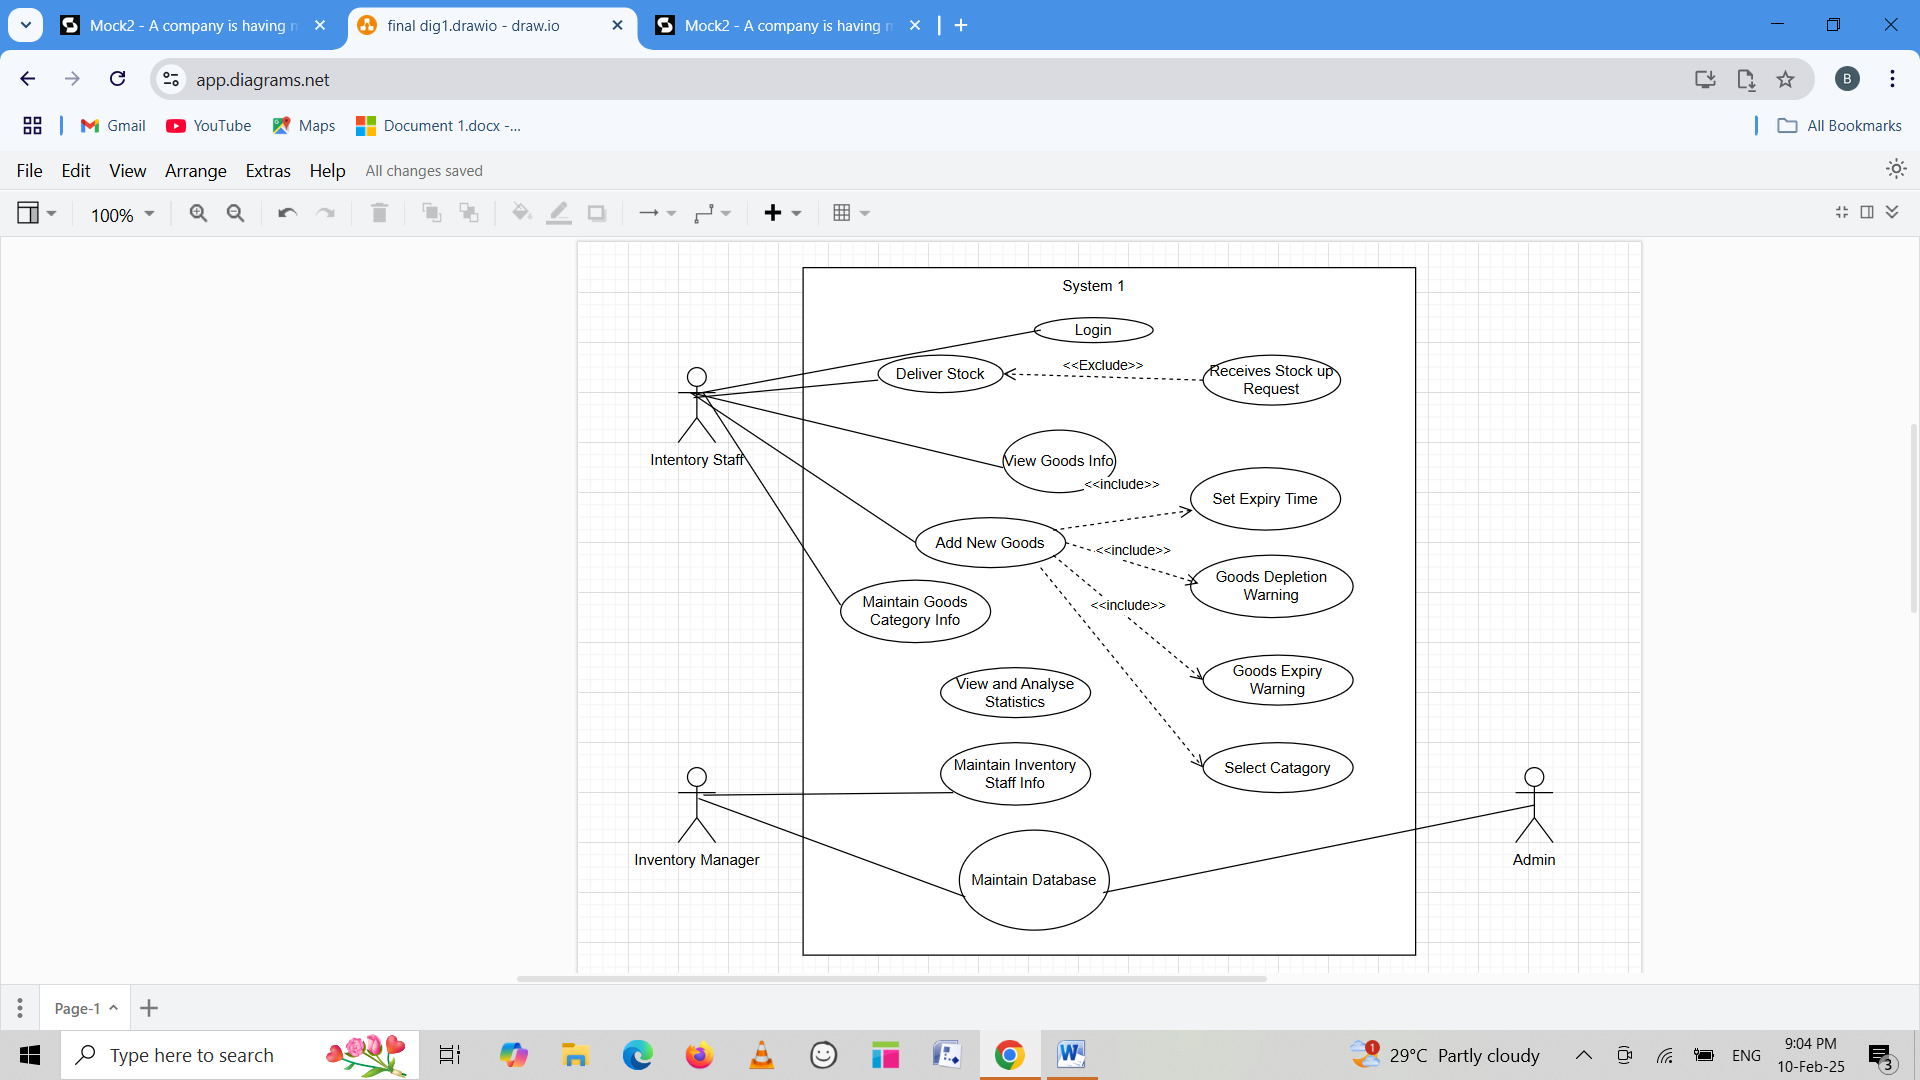 Mock2 - A company is having n
final dig1.drawio - draw.io
Mock2 - A company is having n
app.diagrams.net
B
Gmail
YouTube
Maps
Document 1.docx -...
All Bookmarks
File
Edit
View
Arrange
Extras
Help
All changes saved
100%
System 1
Login
Deliver Stock
<<Exclude>>
Receives Stock up
Request
Intentory Staff
View Goods Info
<<include>>
Set Expiry Time
Add New Goods
<<include>>
Goods Depletion
Warning
Maintain Goods
Category Info
<<include>>
View and Analyse
Statistics
Goods Expiry
Warning
Maintain Inventory
Staff Info
Select Catagory
Inventory Manager
Maintain Database
Admin
Page-1
Type here to search
1
29°C Partly cloudy
ENG
9:04 PM
10-Feb-25
3